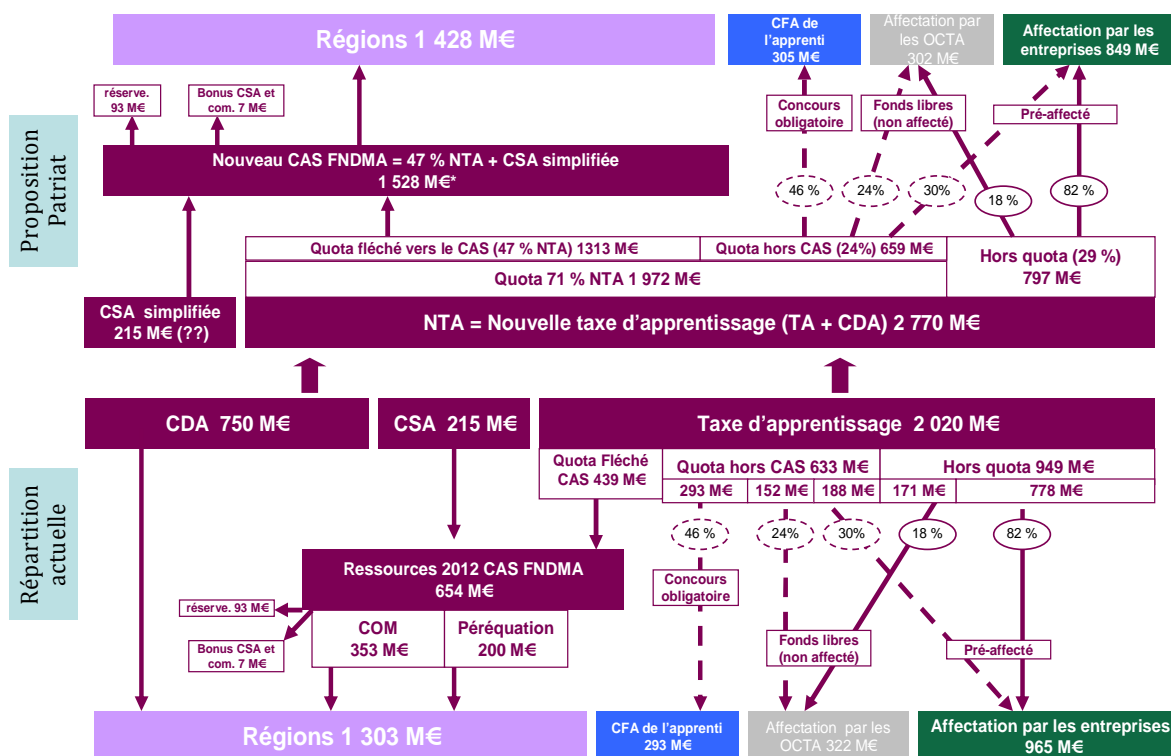 Régions 1 428 M€
CFA de
l'apprenti
305 M€
Affectation par
les OCTA
302 M€
Affectation par les
entreprises 849 M€
réserve.
93 M€
Bonus CSA et
com. 7 M€
Concours
obligatoire
Fonds libres
(non affecté)
Pré-affecté
Proposition
Patriat
Nouveau CAS FNDMA = 47 % NTA + CSA simplifiée
1 528 M€*
46 %
24%
30%
18 %
82 %
Quota fléché vers le CAS (47 % NTA) 1313 M€
Quota hors CAS (24%) 659 M€
Hors quota (29 %)
797 M€
Quota 71 % NTA 1 972 M€
CSA simplifiée
215 M€ (??)
NTA = Nouvelle taxe d'apprentissage (TA + CDA) 2 770 M€
CDA 750 M€
CSA 215 M€
Taxe d'apprentissage 2 020 M€
Quota Fléché
CAS 439 M€
Quota hors CAS 633 M€
Hors quota 949 M€
293 M€
152 M€
188 M€
171 M€
778 M€
Répartition
actuelle
46 %
24%
30%
18 %
82 %
Ressources 2012 CAS FNDMA
654 M€
Concours
obligatoire
réserve. 93 M€
Bonus CSA et
com. 7 M€
COM
353 M€
Péréquation
200 M€
Fonds libres
(non affecté)
Pré-affecté
Régions 1 303 M€
CFA de l'apprenti
293 M€
Affectation par les
OCTA 322 M€
Affectation par les entreprises
965 M€